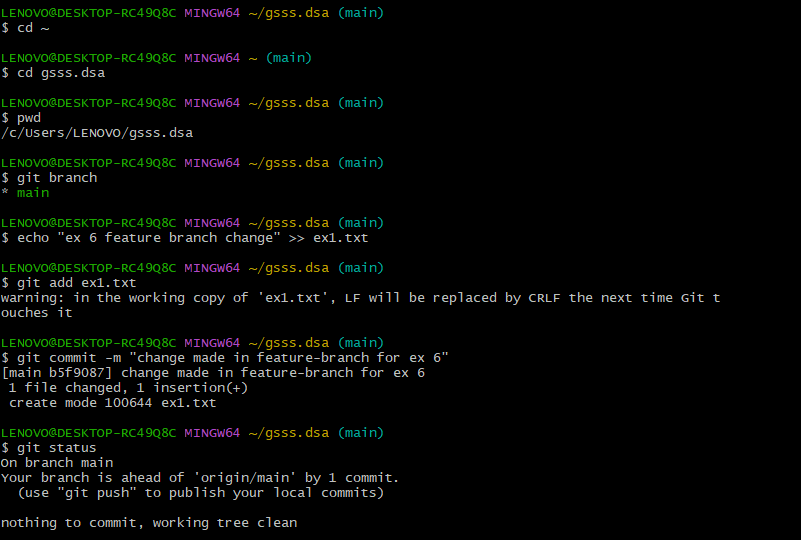 LENOVO@DESKTOP-RC49Q8C MINGW64 ~/gsss.dsa (main)
$ cd ~
LENOVO@DESKTOP-RC49Q8C MINGW64 ~ (main)
$ cd gsss.dsa
LENOVO@DESKTOP-RC49Q8C MINGW64 ~/gsss.dsa (main)
$ pwd
/c/Users/LENOVO/gsss.dsa
LENOVO@DESKTOP-RC49Q8C MINGW64 ~/gsss.dsa (main)
$ git branch
* main
LENOVO@DESKTOP-RC49Q8C MINGW64 ~/gsss.dsa (main)
$ echo "ex 6 feature branch change" >> ex1.txt
LENOVO@DESKTOP-RC49Q8C MINGW64 ~/gsss.dsa (main)
$ git add ex1.txt
warning: in the working copy of 'ex1.txt', LF will be replaced by CRLF the next time Git t
ouches it
LENOVO@DESKTOP-RC49Q8C MINGW64 ~/gsss.dsa (main)
$ git commit -m "change made in feature-branch for ex 6"
[main b5f9087] change made in feature-branch for ex 6
 1 file changed, 1 insertion(+)
 create mode 100644 ex1.txt
LENOVO@DESKTOP-RC49Q8C MINGW64 ~/gsss.dsa (main)
$ git status
On branch main
Your branch is ahead of 'origin/main' by 1 commit.
  (use "git push" to publish your local commits)
nothing to commit, working tree clean